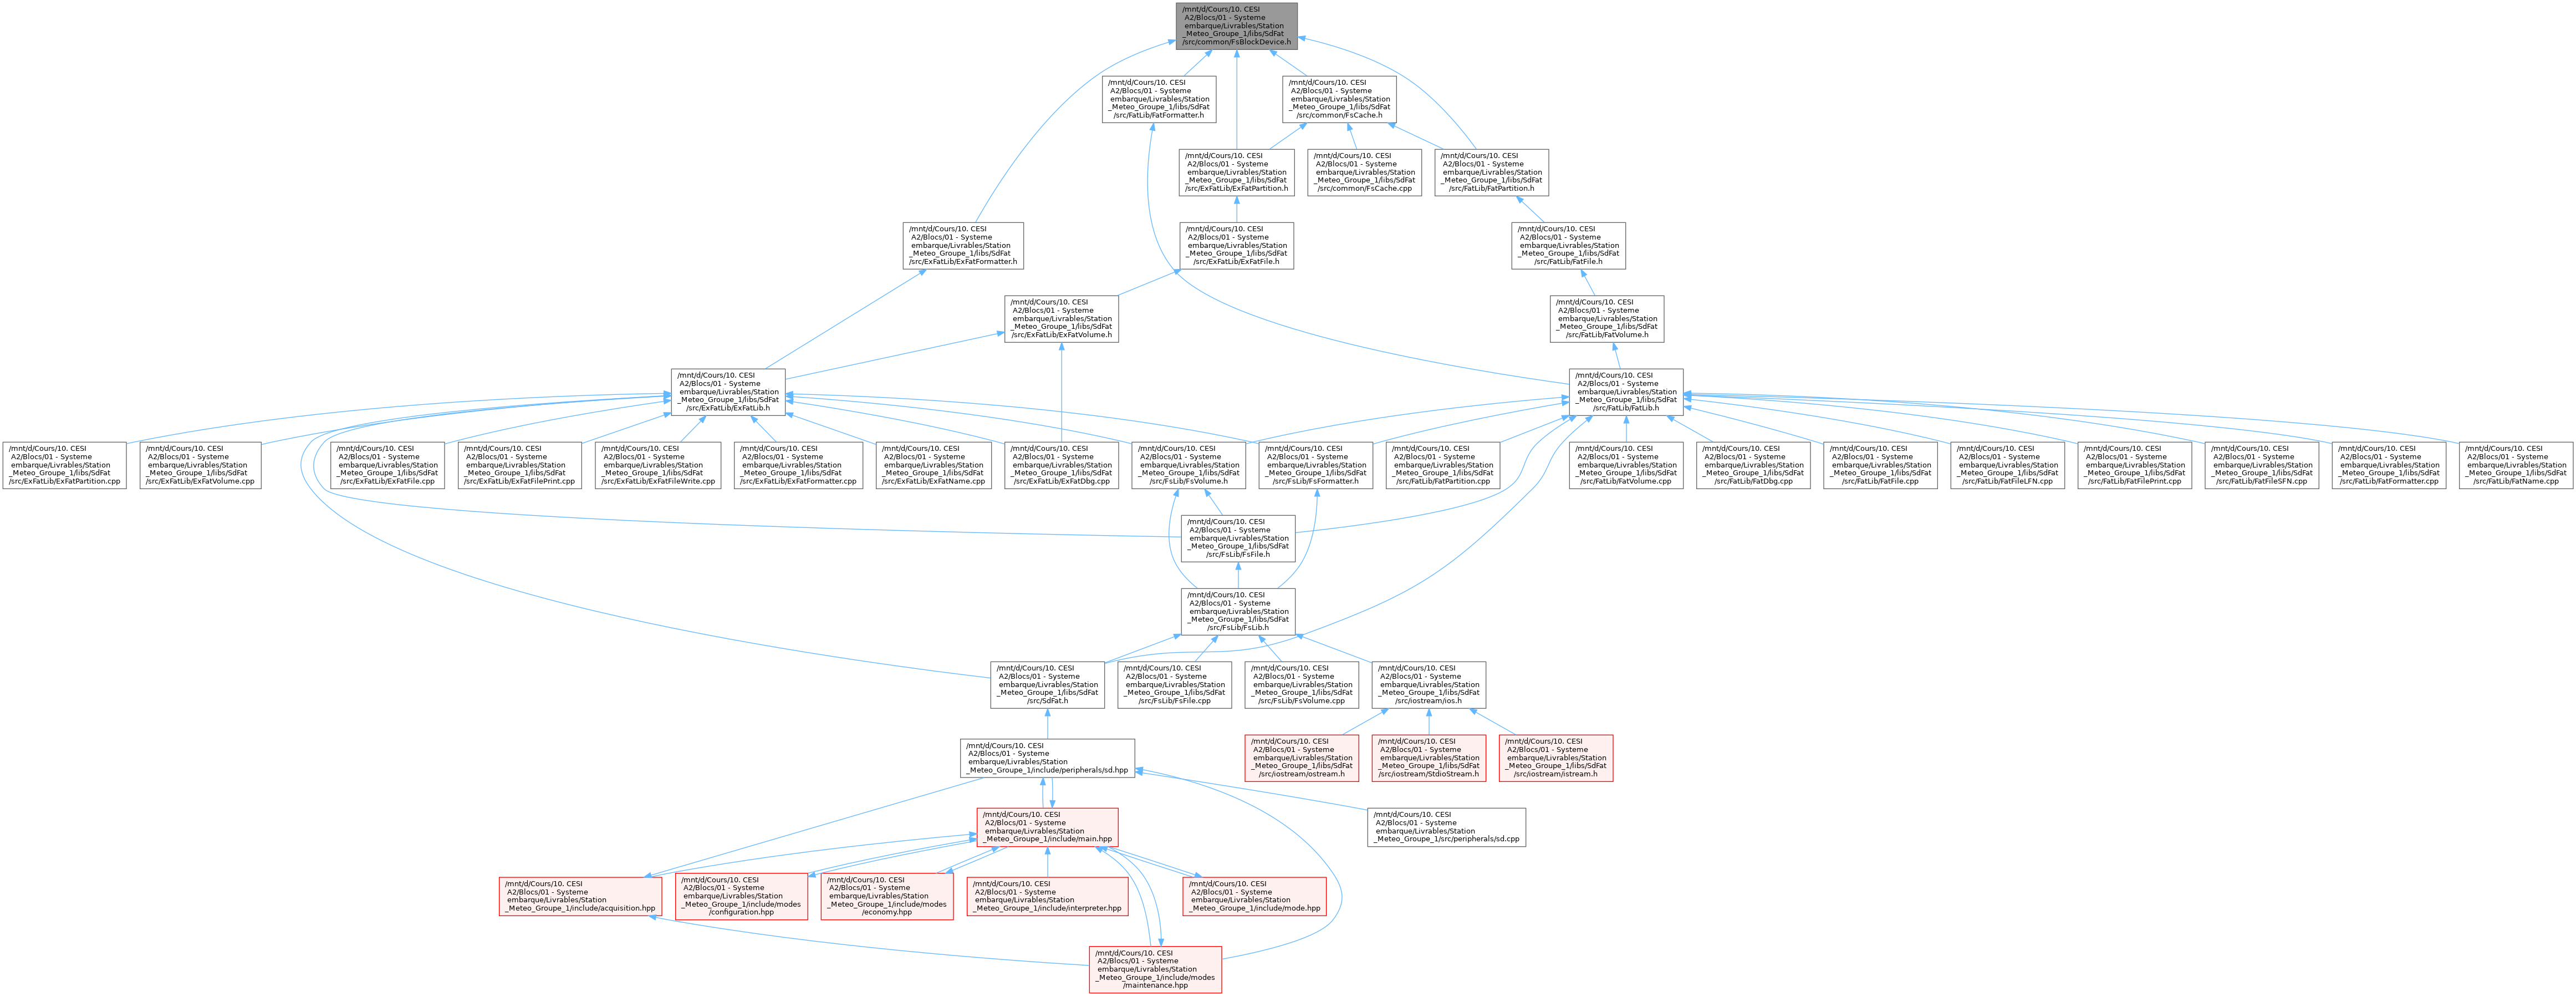 /mnt/d/Cours/10. CESI
A2/Blocs/01 - Systeme
embarque/Livrables/Station
_Meteo_Groupe_1/libs/SdFat
/src/common/FsBlockDevice.h
/mnt/d/Cours/10. CESI
A2/Blocs/01 - Systeme
embarque/Livrables/Station
_Meteo_Groupe_1/libs/SdFat
/src/FatLib/FatFormatter.h
/mnt/d/Cours/10. CESI
A2/Blocs/01 - Systeme
embarque/Livrables/Station
_Meteo_Groupe_1/libs/SdFat
/src/common/FsCache.h
/mnt/d/Cours/10. CESI
A2/Blocs/01 - Systeme
embarque/Livrables/Station
_Meteo_Groupe_1/libs/SdFat
/src/ExFatLib/ExFatPartition.h
/mnt/d/Cours/10. CESI
A2/Blocs/01 - Systeme
embarque/Livrables/Station
_Meteo_Groupe_1/libs/SdFat
/src/common/FsCache.cpp
/mnt/d/Cours/10. CESI
A2/Blocs/01 - Systeme
embarque/Livrables/Station
_Meteo_Groupe_1/libs/SdFat
/src/FatLib/FatPartition.h
/mnt/d/Cours/10. CESI
A2/Blocs/01 - Systeme
embarque/Livrables/Station
_Meteo_Groupe_1/libs/SdFat
/src/ExFatLib/ExFatFormatter.h
/mnt/d/Cours/10. CESI
A2/Blocs/01 - Systeme
embarque/Livrables/Station
_Meteo_Groupe_1/libs/SdFat
/src/ExFatLib/ExFatFile.h
/mnt/d/Cours/10. CESI
A2/Blocs/01 - Systeme
embarque/Livrables/Station
_Meteo_Groupe_1/libs/SdFat
/src/FatLib/FatFile.h
/mnt/d/Cours/10. CESI
A2/Blocs/01 - Systeme
embarque/Livrables/Station
_Meteo_Groupe_1/libs/SdFat
/src/ExFatLib/ExFatVolume.h
/mnt/d/Cours/10. CESI
A2/Blocs/01 - Systeme
embarque/Livrables/Station
_Meteo_Groupe_1/libs/SdFat
/src/FatLib/FatVolume.h
/mnt/d/Cours/10. CESI
A2/Blocs/01 - Systeme
embarque/Livrables/Station
_Meteo_Groupe_1/libs/SdFat
/src/ExFatLib/ExFatLib.h
/mnt/d/Cours/10. CESI
A2/Blocs/01 - Systeme
embarque/Livrables/Station
_Meteo_Groupe_1/libs/SdFat
/src/FatLib/FatLib.h
/mnt/d/Cours/10. CESI
A2/Blocs/01 - Systeme
embarque/Livrables/Station
_Meteo_Groupe_1/libs/SdFat
/src/ExFatLib/ExFatPartition.cpp
/mnt/d/Cours/10. CESI
A2/Blocs/01 - Systeme
embarque/Livrables/Station
_Meteo_Groupe_1/libs/SdFat
/src/ExFatLib/ExFatVolume.cpp
/mnt/d/Cours/10. CESI
A2/Blocs/01 - Systeme
embarque/Livrables/Station
_Meteo_Groupe_1/libs/SdFat
/src/ExFatLib/ExFatFile.cpp
/mnt/d/Cours/10. CESI
A2/Blocs/01 - Systeme
embarque/Livrables/Station
_Meteo_Groupe_1/libs/SdFat
/src/ExFatLib/ExFatFilePrint.cpp
/mnt/d/Cours/10. CESI
A2/Blocs/01 - Systeme
embarque/Livrables/Station
_Meteo_Groupe_1/libs/SdFat
/src/ExFatLib/ExFatFileWrite.cpp
/mnt/d/Cours/10. CESI
A2/Blocs/01 - Systeme
embarque/Livrables/Station
_Meteo_Groupe_1/libs/SdFat
/src/ExFatLib/ExFatFormatter.cpp
/mnt/d/Cours/10. CESI
A2/Blocs/01 - Systeme
embarque/Livrables/Station
_Meteo_Groupe_1/libs/SdFat
/src/ExFatLib/ExFatName.cpp
/mnt/d/Cours/10. CESI
A2/Blocs/01 - Systeme
embarque/Livrables/Station
_Meteo_Groupe_1/libs/SdFat
/src/ExFatLib/ExFatDbg.cpp
/mnt/d/Cours/10. CESI
A2/Blocs/01 - Systeme
embarque/Livrables/Station
_Meteo_Groupe_1/libs/SdFat
/src/FsLib/FsVolume.h
/mnt/d/Cours/10. CESI
A2/Blocs/01 - Systeme
embarque/Livrables/Station
_Meteo_Groupe_1/libs/SdFat
/src/FsLib/FsFormatter.h
/mnt/d/Cours/10. CESI
A2/Blocs/01 - Systeme
embarque/Livrables/Station
_Meteo_Groupe_1/libs/SdFat
/src/FatLib/FatPartition.cpp
/mnt/d/Cours/10. CESI
A2/Blocs/01 - Systeme
embarque/Livrables/Station
_Meteo_Groupe_1/libs/SdFat
/src/FatLib/FatVolume.cpp
/mnt/d/Cours/10. CESI
A2/Blocs/01 - Systeme
embarque/Livrables/Station
_Meteo_Groupe_1/libs/SdFat
/src/FatLib/FatDbg.cpp
/mnt/d/Cours/10. CESI
A2/Blocs/01 - Systeme
embarque/Livrables/Station
_Meteo_Groupe_1/libs/SdFat
/src/FatLib/FatFile.cpp
/mnt/d/Cours/10. CESI
A2/Blocs/01 - Systeme
embarque/Livrables/Station
_Meteo_Groupe_1/libs/SdFat
/src/FatLib/FatFileLFN.cpp
/mnt/d/Cours/10. CESI
A2/Blocs/01 - Systeme
embarque/Livrables/Station
_Meteo_Groupe_1/libs/SdFat
/src/FatLib/FatFilePrint.cpp
/mnt/d/Cours/10. CESI
A2/Blocs/01 - Systeme
embarque/Livrables/Station
_Meteo_Groupe_1/libs/SdFat
/src/FatLib/FatFileSFN.cpp
/mnt/d/Cours/10. CESI
A2/Blocs/01 - Systeme
embarque/Livrables/Station
_Meteo_Groupe_1/libs/SdFat
/src/FatLib/FatFormatter.cpp
/mnt/d/Cours/10. CESI
A2/Blocs/01 - Systeme
embarque/Livrables/Station
_Meteo_Groupe_1/libs/SdFat
/src/FatLib/FatName.cpp
/mnt/d/Cours/10. CESI
A2/Blocs/01 - Systeme
embarque/Livrables/Station
_Meteo_Groupe_1/libs/SdFat
/src/FsLib/FsFile.h
/mnt/d/Cours/10. CESI
A2/Blocs/01 - Systeme
embarque/Livrables/Station
_Meteo_Groupe_1/libs/SdFat
/src/FsLib/FsLib.h
/mnt/d/Cours/10. CESI
A2/Blocs/01 - Systeme
embarque/Livrables/Station
_Meteo_Groupe_1/libs/SdFat
/src/SdFat.h
/mnt/d/Cours/10. CESI
A2/Blocs/01 - Systeme
embarque/Livrables/Station
_Meteo_Groupe_1/libs/SdFat
/src/FsLib/FsFile.cpp
/mnt/d/Cours/10. CESI
A2/Blocs/01 - Systeme
embarque/Livrables/Station
_Meteo_Groupe_1/libs/SdFat
/src/FsLib/FsVolume.cpp
/mnt/d/Cours/10. CESI
A2/Blocs/01 - Systeme
embarque/Livrables/Station
_Meteo_Groupe_1/libs/SdFat
/src/iostream/ios.h
/mnt/d/Cours/10. CESI
A2/Blocs/01 - Systeme
embarque/Livrables/Station
_Meteo_Groupe_1/include/peripherals/sd.hpp
/mnt/d/Cours/10. CESI
A2/Blocs/01 - Systeme
embarque/Livrables/Station
_Meteo_Groupe_1/libs/SdFat
/src/iostream/ostream.h
/mnt/d/Cours/10. CESI
A2/Blocs/01 - Systeme
embarque/Livrables/Station
_Meteo_Groupe_1/libs/SdFat
/src/iostream/StdioStream.h
/mnt/d/Cours/10. CESI
A2/Blocs/01 - Systeme
embarque/Livrables/Station
_Meteo_Groupe_1/libs/SdFat
/src/iostream/istream.h
/mnt/d/Cours/10. CESI
A2/Blocs/01 - Systeme
embarque/Livrables/Station
_Meteo_Groupe_1/include/main.hpp
/mnt/d/Cours/10. CESI
A2/Blocs/01 - Systeme
embarque/Livrables/Station
_Meteo_Groupe_1/src/peripherals/sd.cpp
/mnt/d/Cours/10. CESI
A2/Blocs/01 - Systeme
embarque/Livrables/Station
_Meteo_Groupe_1/include/acquisition.hpp
/mnt/d/Cours/10. CESI
A2/Blocs/01 - Systeme
embarque/Livrables/Station
_Meteo_Groupe_1/include/modes
/configuration.hpp
/mnt/d/Cours/10. CESI
A2/Blocs/01 - Systeme
embarque/Livrables/Station
_Meteo_Groupe_1/include/modes
/economy.hpp
/mnt/d/Cours/10. CESI
A2/Blocs/01 - Systeme
embarque/Livrables/Station
_Meteo_Groupe_1/include/interpreter.hpp
/mnt/d/Cours/10. CESI
A2/Blocs/01 - Systeme
embarque/Livrables/Station
_Meteo_Groupe_1/include/mode.hpp
/mnt/d/Cours/10. CESI
A2/Blocs/01 - Systeme
embarque/Livrables/Station
_Meteo_Groupe_1/include/modes
/maintenance.hpp